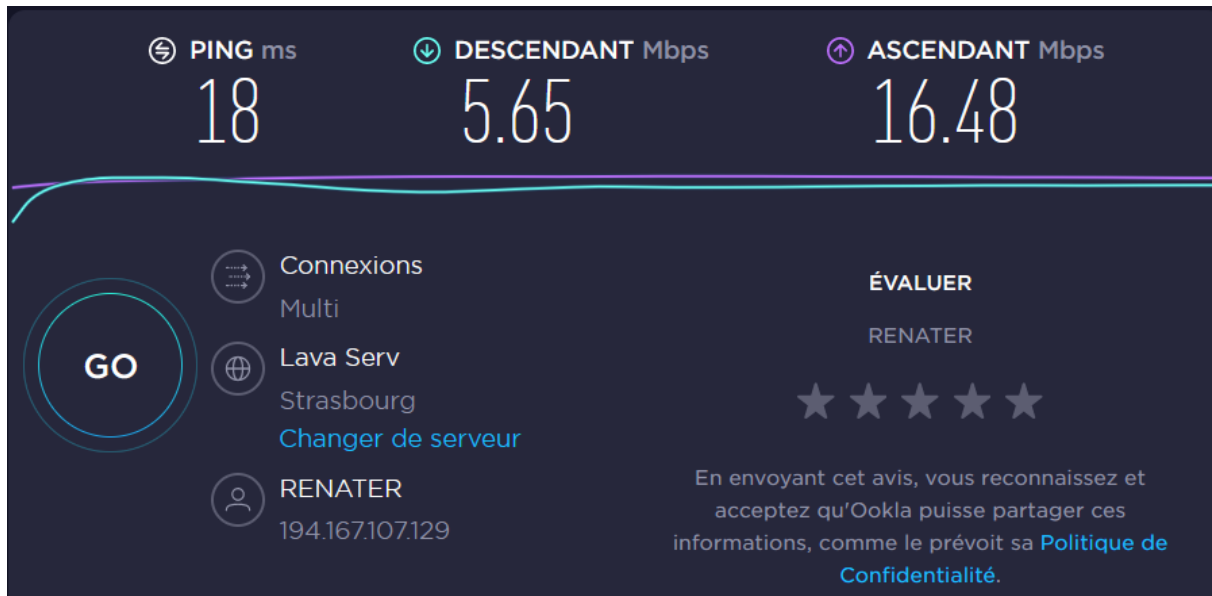 PING ms
DESCENDANT Mbps
ASCENDANT Mbps
18
5.65
16.48
GO
Connexions
Multi
Lava Serv
Strasbourg
Changer de serveur
RENATER
194.167.107.129
ÉVALUER
RENATER
En envoyant cet avis, vous reconnaissez et
acceptez qu'Ookla puisse partager ces
informations, comme le prévoit sa Politique de
Confidentialité.